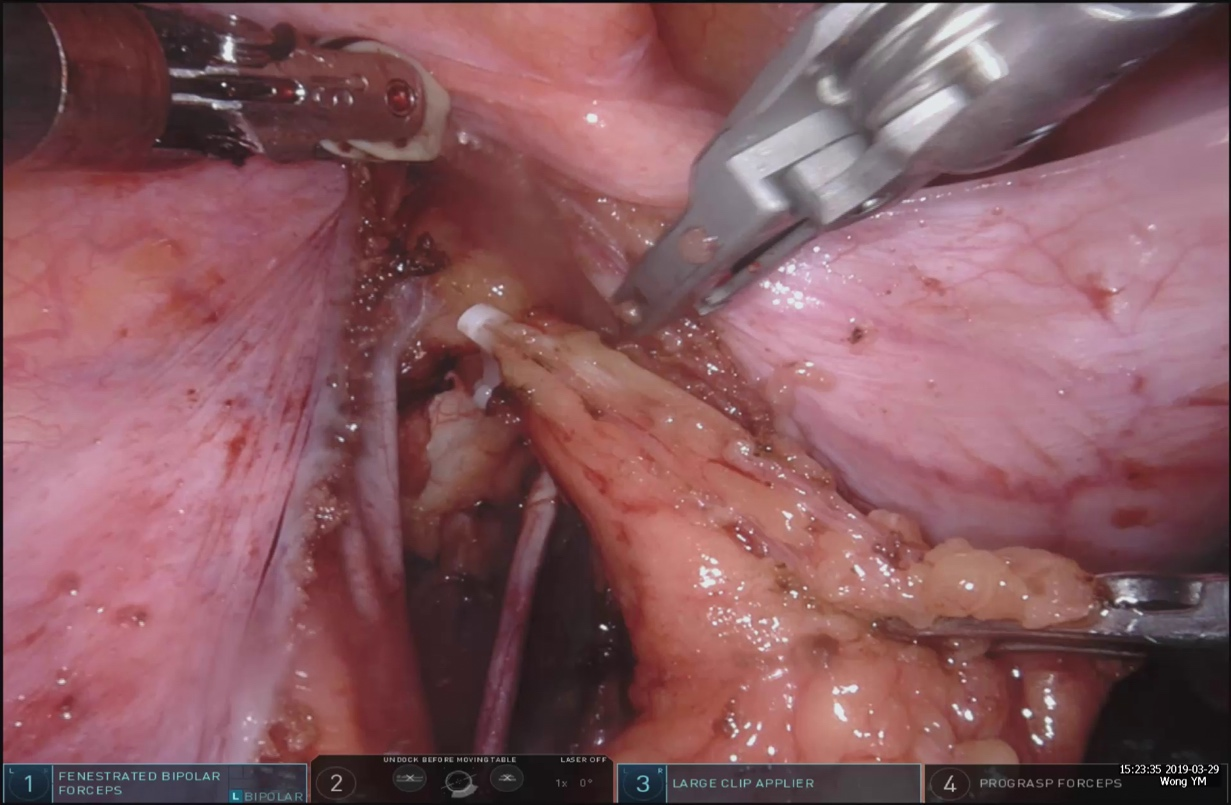 UNDOCK BEFORE MOVING TABLE LASER OFF
1 FENESTRATED BIPOLAR FORCEPS
L BIPOLAR
2
1x 0°
3 LARGE CLIP APPLIER
4 PROGRASP FORCEPS
15:23:35 2019-03-29
Wong YM